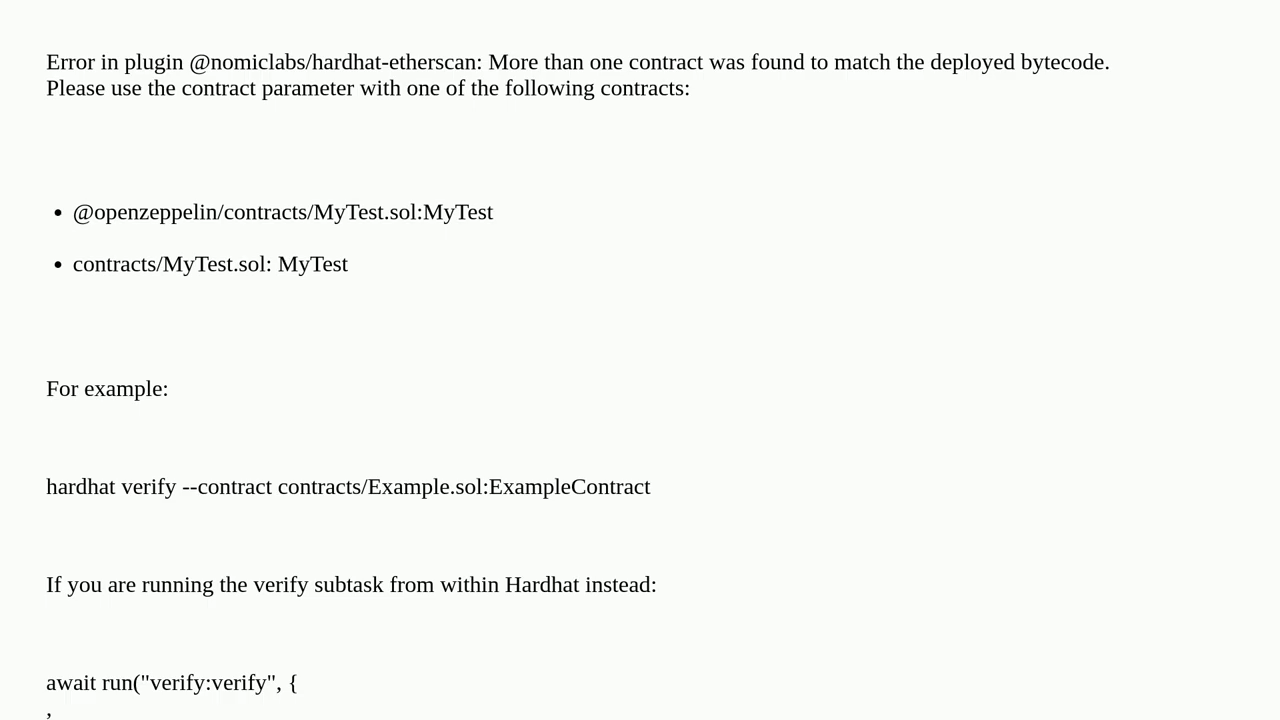 Error in plugin @nomiclabs/hardhat-etherscan: More than one contract was found to match the deployed bytecode.
Please use the contract parameter with one of the following contracts:
• @openzeppelin/contracts/MyTest.sol:MyTest
• contracts/MyTest.sol: MyTest
For example:
hardhat verify --contract contracts/Example.sol:ExampleContract
If you are running the verify subtask from within Hardhat instead:
await run("verify:verify", {
,